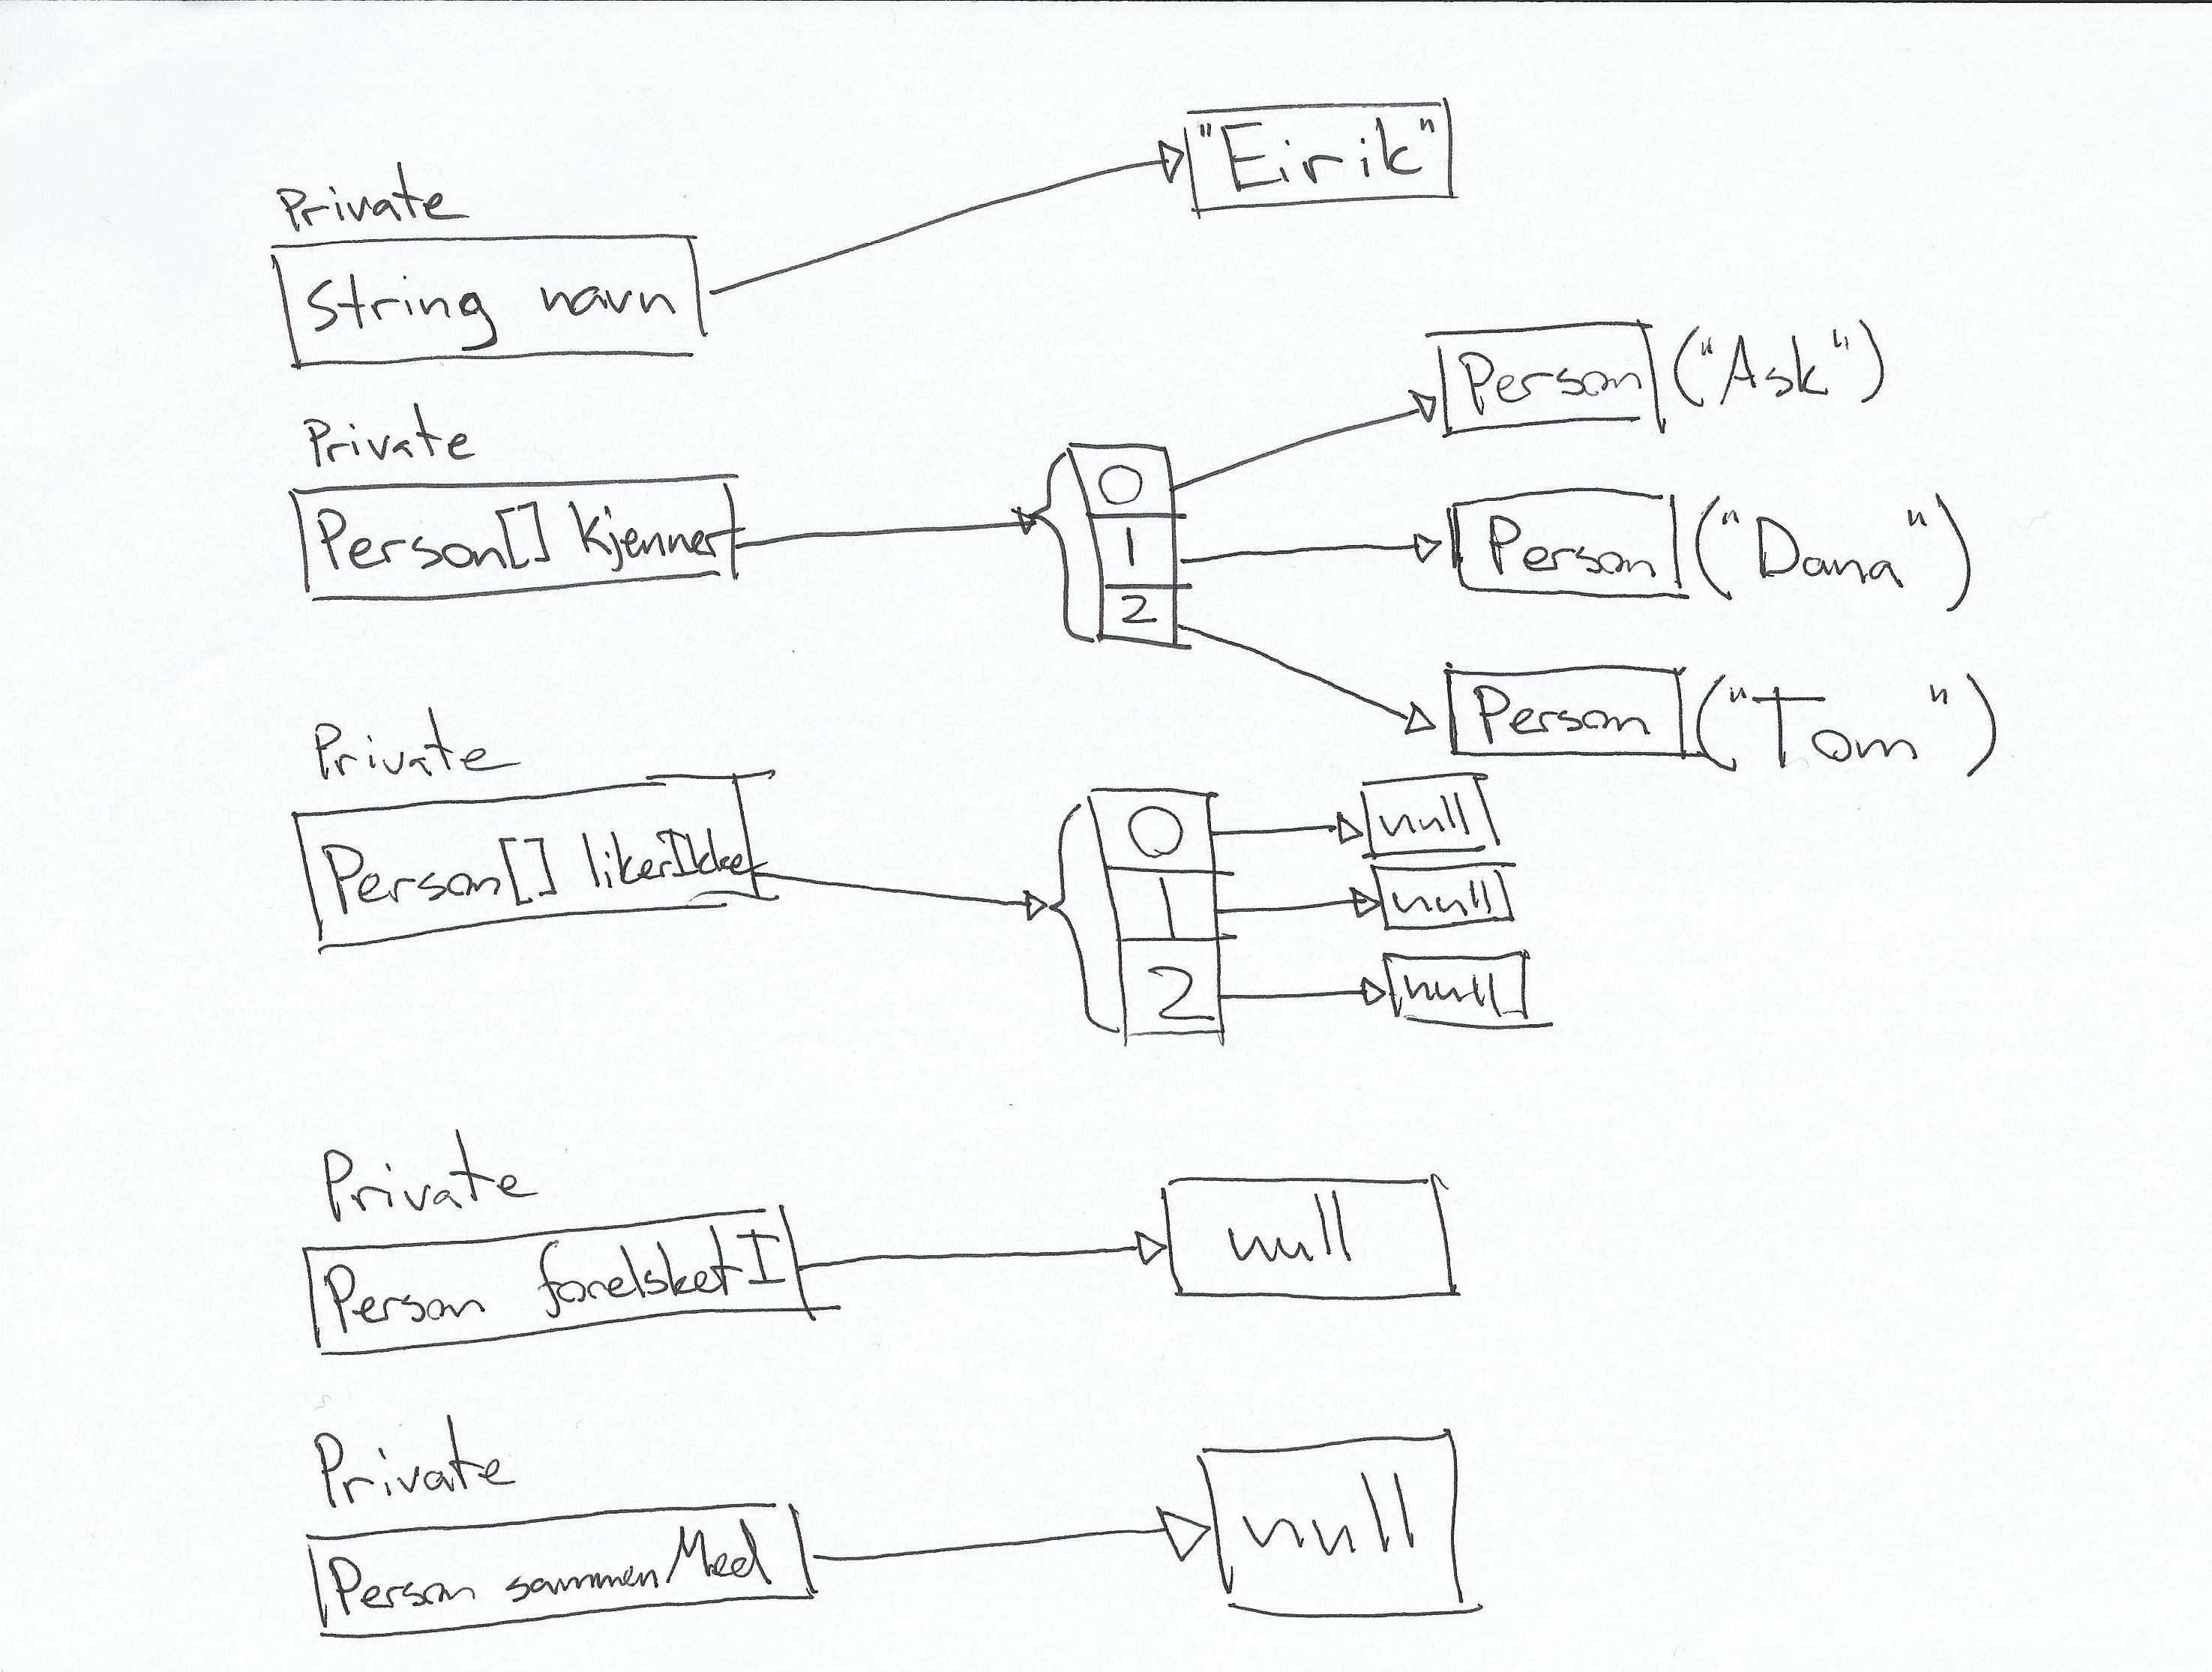 "Eirik"
Private
String navn
Person ("Ask")
Private
Person[] kjenner
0
1
2
Person ("Dana")
Person ("Tom")
Private
Person[] likerIkke
0
1
2
null
null
null
Private
Person forelsketI
null
Private
Person sammenMed
null